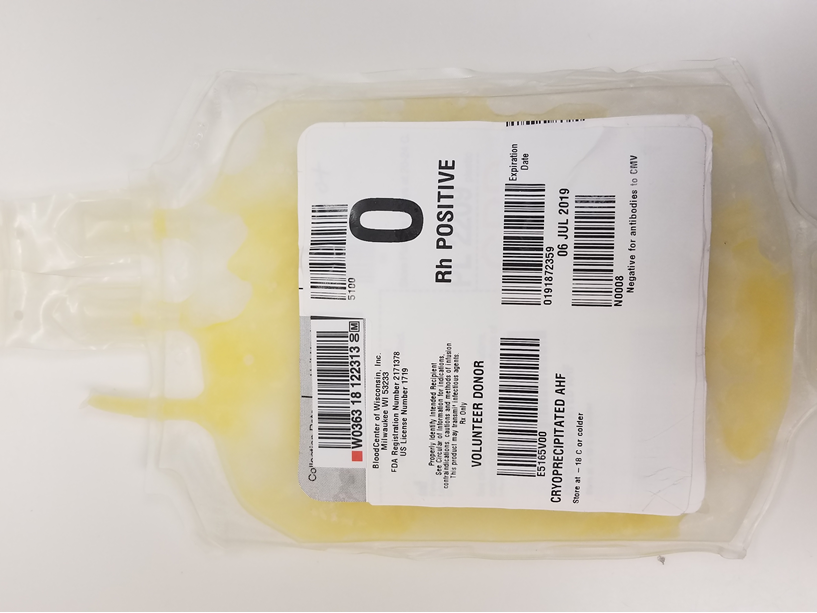 Collection Date
W0363 18 122313 8 M
BloodCenter of Wisconsin, Inc.
Milwaukee WI 53233
FDA Registration Number 2171378
US License Number 1719
Properly Identify Intended Recipient
See Circular of Information for indications,
contraindications, cautions and methods of infusion
This product may transmit infectious agents.
Rx Only
VOLUNTEER DONOR
E5165V00
CRYOPRECIPITATED AHF
Store at -18 C or colder
5100
O
Rh POSITIVE
Expiration
Date
0191872359
06 JUL 2019
N0008
Negative for antibodies to CMV